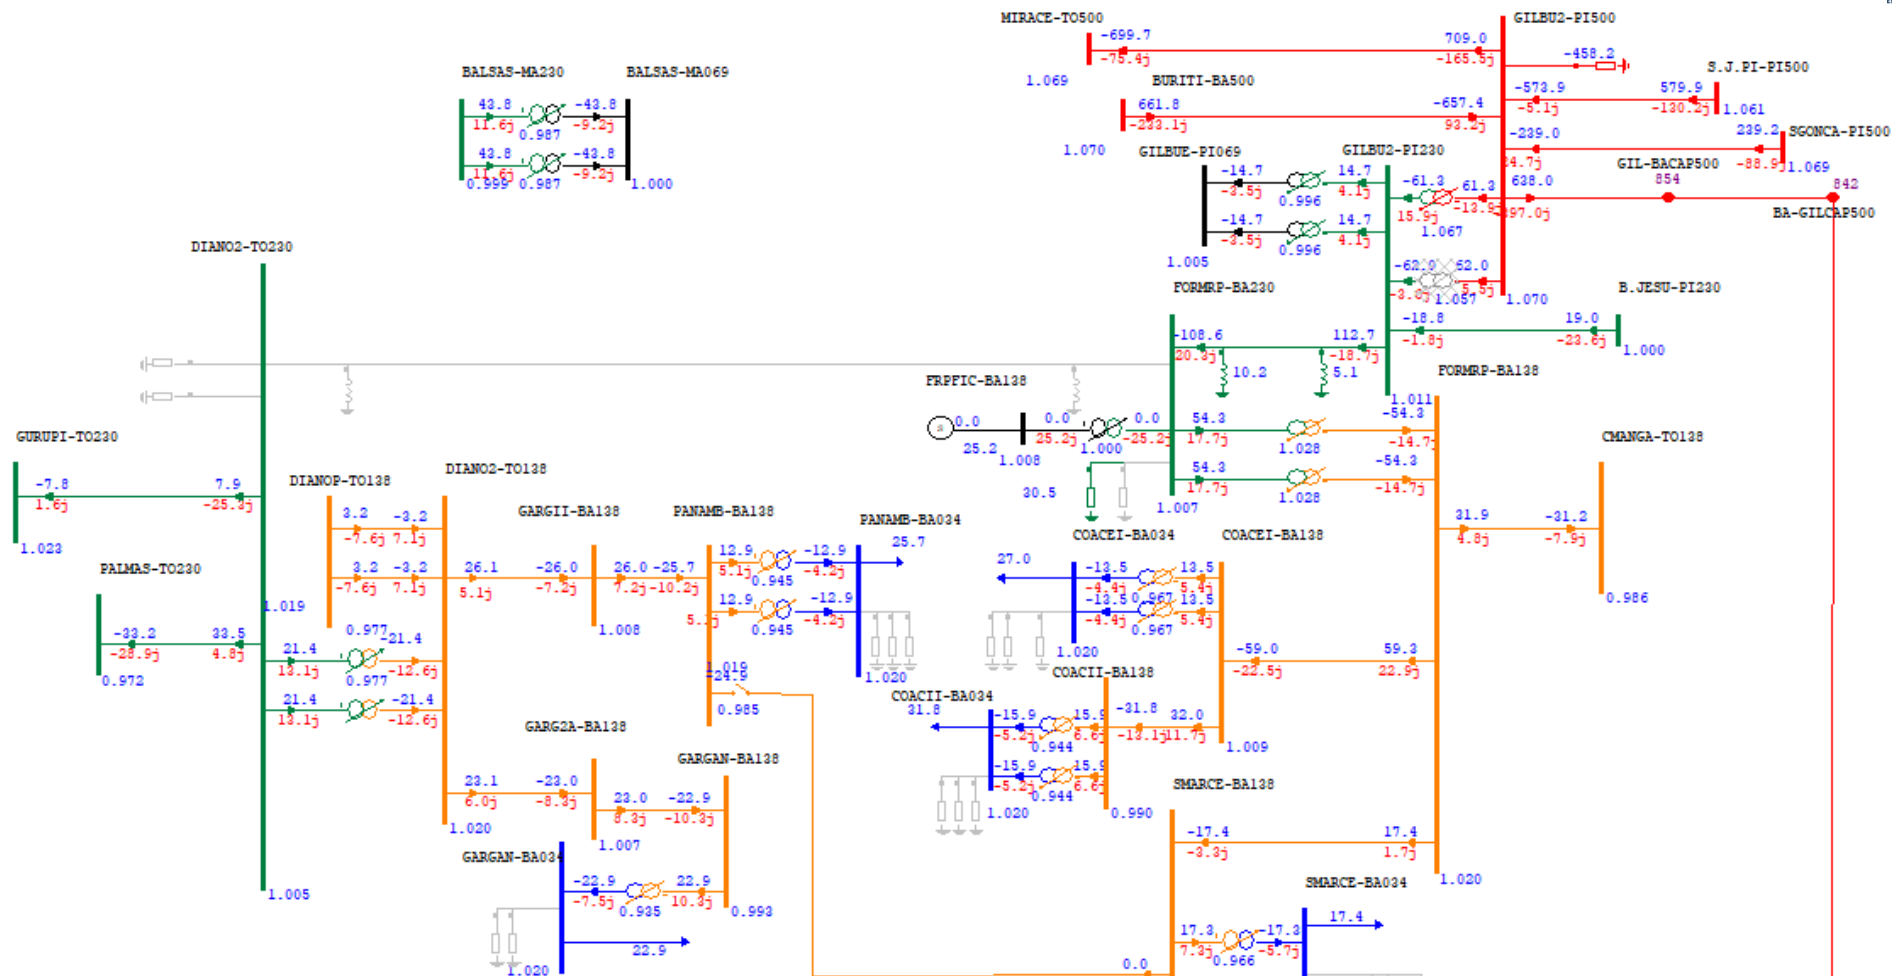 MIRACE-TO500
GILBU2-PI500
-699.7
-75.4j
709.0
-165.5j
-458.2
1.069
BURITI-BA500
S.J.PI-PI500
661.8
-233.1j
-657.4
93.2j
-573.9
-5.1j
579.9
-130.2j
1.061
1.070
-239.0
239.2
-88.9j
SGONCA-PI500
1.069
BALSAS-MA230
BALSAS-MA069
43.8
11.6j
0.987
-43.8
-9.2j
43.8
11.6j
0.999
0.987
-43.8
-9.2j
1.000
GILBUE-PI069
GILBU2-PI230
GIL-BACAP500
854
842
BA-GILCAP500
-14.7
-3.5j
0.996
14.7
4.1j
-61.3
15.9j
61.3
1.067
638.0
-14.7
-3.5j
0.996
14.7
4.1j
1.005
1.057
1.070
FORMRP-BA230
B.JESU-PI230
-18.8
-1.8j
19.0
-23.6j
1.000
-108.6
20.3j
112.7
-18.7j
10.2
5.1
1.011
DIANO2-TO230
FRPFIC-BA138
FORMRP-BA138
0.0
25.2
1.008
0.0
25.2j
1.000
0.0
-25.2j
54.3
17.7j
1.028
-54.3
54.3
17.7j
1.028
-54.3
-14.7j
30.5
1.007
CMANGA-TO138
31.9
4.8j
-31.2
-7.9j
0.986
GURUPI-TO230
-7.8
1.6j
7.9
-25.3j
1.023
DIANOP-TO138
DIANO2-TO138
3.2
-7.6j
-3.2
7.1j
3.2
-7.6j
-3.2
7.1j
1.019
PALMAS-TO230
-33.2
-28.9j
33.5
4.8j
0.972
GARGII-BA138
PANAMB-BA138
PANAMB-BA034
26.1
5.1j
-26.0
-7.2j
26.0
7.2j
-25.7
-10.2j
1.008
12.9
5.1j
0.945
-12.9
-4.2j
25.7
12.9
0.945
-12.9
-4.2j
1.020
1.019
24.9
0.985
0.977
21.4
13.1j
0.977
-21.4
-12.6j
21.4
13.1j
-21.4
-12.6j
COACEI-BA034
COACEI-BA138
27.0
-13.5
-4.4j
0.967
13.5
5.4j
-13.5
-4.4j
0.967
13.5
5.4j
1.020
-59.0
-22.5j
59.3
22.9j
COACII-BA138
COACII-BA034
31.8
-15.9
-5.2j
0.944
15.9
6.6j
-31.8
-13.1j
32.0
11.7j
1.009
-15.9
-5.2j
0.944
15.9
6.6j
1.020
0.990
GARG2A-BA138
GARGAN-BA138
23.1
6.0j
-23.0
-8.3j
23.0
8.3j
-22.9
-10.3j
1.020
1.007
GARGAN-BA034
-22.9
-7.5j
0.935
22.9
10.3j
0.993
22.9
1.020
1.005
SMARCE-BA138
-17.4
-3.3j
17.4
1.7j
1.020
SMARCE-BA034
17.3
7.3j
0.966
-17.3
-5.7j
17.4
0.0